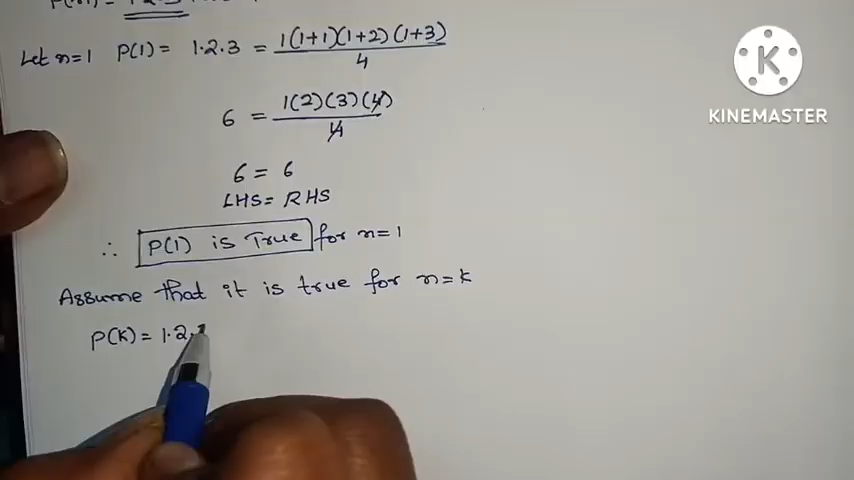 Let n=1 P(1) = 1·2·3 = 1(1+1)(1+2)(1+3)/4
6 = 1(2)(3)(4)/4
6 = 6
LHS = RHS
∴ P(1) is True for n=1
Assume that it is true for n=k
P(k) = 1·2·
K
KINEMASTER